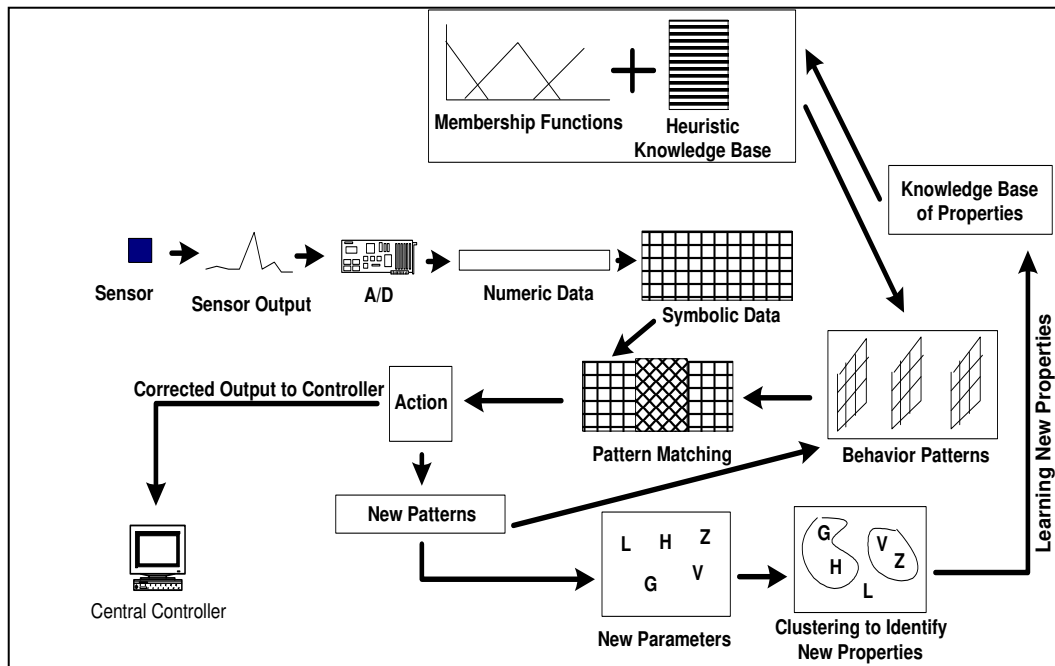 Membership Functions
Heuristic
Knowledge Base
Knowledge Base
of Properties
Sensor
Sensor Output
A/D
Numeric Data
Symbolic Data
Corrected Output to Controller
Action
Pattern Matching
Behavior Patterns
Learning New Properties
New Patterns
L H Z
G V
New Parameters
G
H
V
Z
L
Clustering to Identify
New Properties
Central Controller